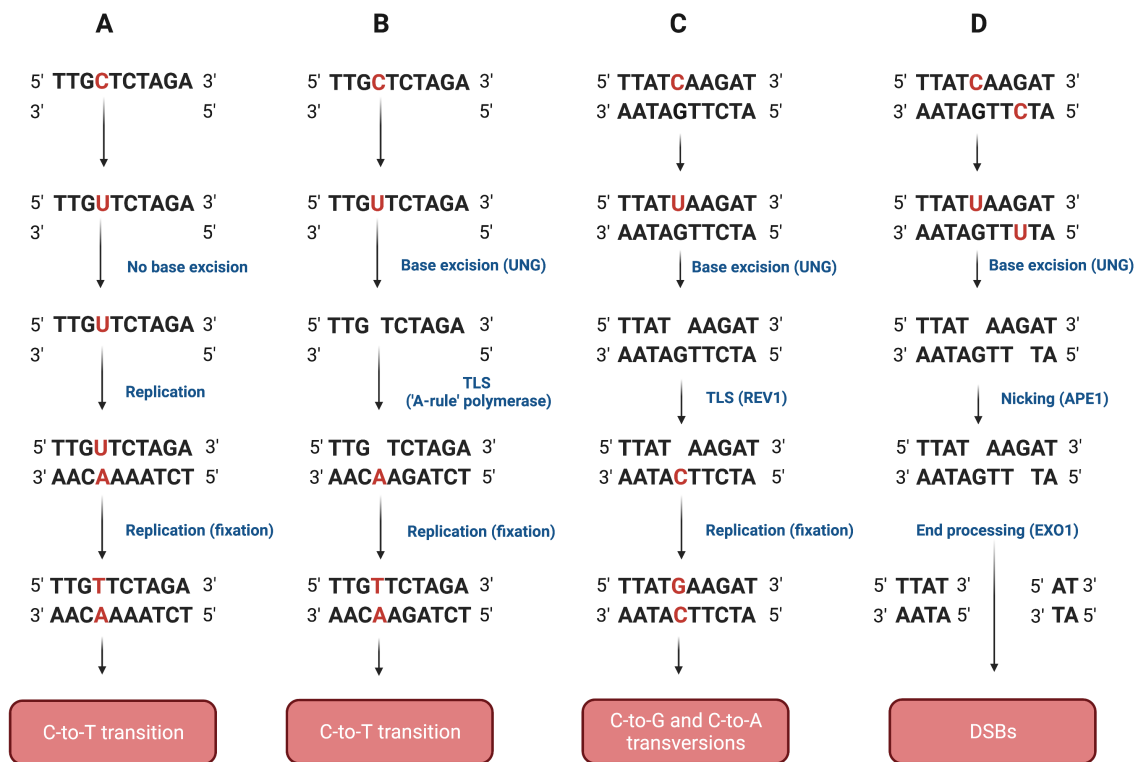 A B C D
5' TTGCTCTAGA 3' 5' TTGCTCTAGA 3' 5' TTATCAAGAT 3' 5' TTATCAAGAT 3'
3' 5' 3' 5' 3' AATAGTTCTA 5' 3' AATAGTTCTA 5'
5' TTGUTCTAGA 3' 5' TTGUTCTAGA 3' 5' TTATUAAGAT 3' 5' TTATUAAGAT 3'
3' 5' 3' 5' 3' AATAGTTCTA 5' 3' AATAGTTUTA 5'
No base excision Base excision (UNG) Base excision (UNG) Base excision (UNG)
5' TTGUTCTAGA 3' 5' TTG TCTAGA 3' 5' TTAT AAGAT 3' 5' TTAT AAGAT 3'
3' 5' 3' 5' 3' AATAGTTCTA 5' 3' AATAGTT TA 5'
Replication TLS TLS (REV1) Nicking (APE1)
('A-rule' polymerase)
5' TTGUTCTAGA 3' 5' TTG TCTAGA 3' 5' TTAT AAGAT 3' 5' TTAT AAGAT 3'
3' AACAAAATCT 5' 3' AACAAGATCT 5' 3' AATACTTCTA 5' 3' AATAGTT TA 5'
Replication (fixation) Replication (fixation) Replication (fixation) End processing (EXO1)
5' TTGTTCTAGA 3' 5' TTGTTCTAGA 3' 5' TTATGAAGAT 3' 5' TTAT 3' 5' AT 3'
3' AACAAAATCT 5' 3' AACAAGATCT 5' 3' AATACTTCTA 5' 3' AATA 5' 3' TA 5'
C-to-T transition C-to-T transition C-to-G and C-to-A DSBs
transversions